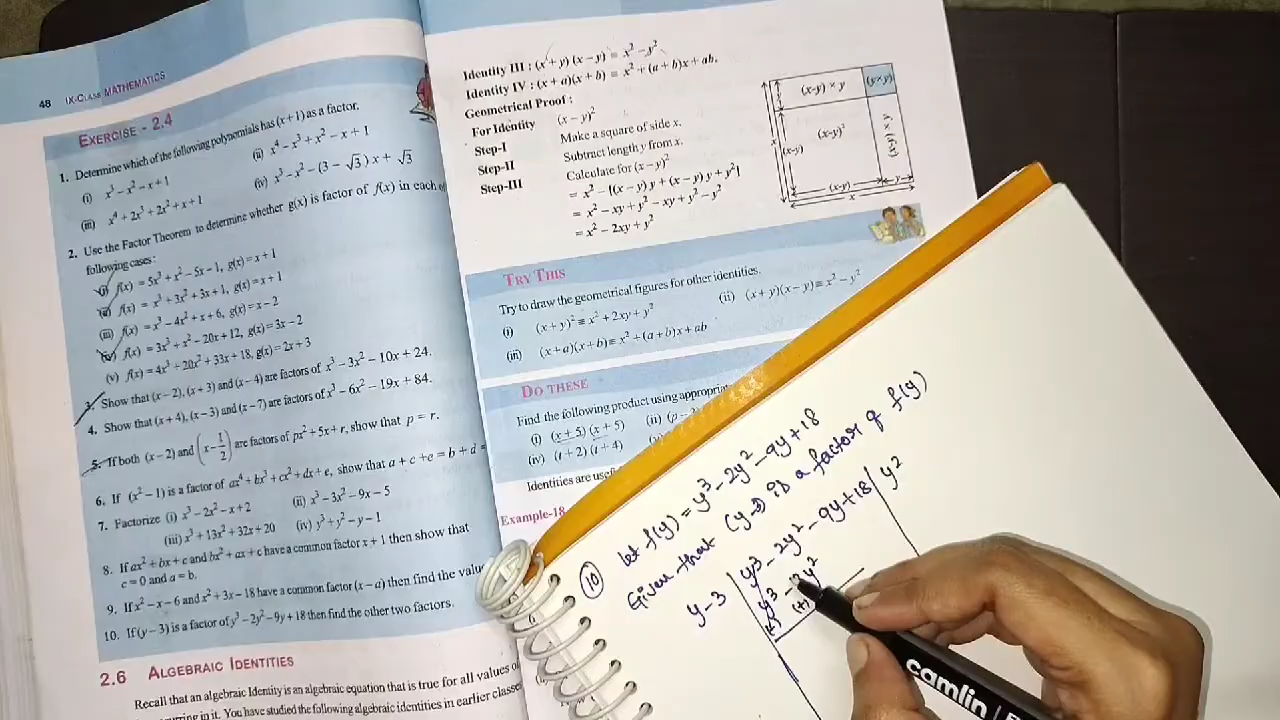 48 IX-CLASS MATHEMATICS
EXERCISE - 2.4
1. Determine which of the following polynomials has (x + 1) as a factor.
(i) x³ − x² − x + 1 (ii) x⁴ − x³ + x² − x + 1
(iii) x⁴ + 2x³ + 2x² + x + 1 (iv) x³ − x² − (3 − √3) x + √3
2. Use the Factor Theorem to determine whether g(x) is factor of f(x) in each of
following cases :
(i) f(x) = 5x³ + x² − 5x − 1, g(x) = x + 1
(ii) f(x) = x³ + 3x² + 3x + 1, g(x) = x + 1
(iii) f(x) = x³ − 4x² + x + 6, g(x) = x − 2
(iv) f(x) = 3x³ + x² − 20x + 12, g(x) = 3x − 2
(v) f(x) = 4x³ + 20x² + 33x + 18, g(x) = 2x + 3
3. Show that (x − 2), (x + 3) and (x − 4) are factors of x³ − 3x² − 10x + 24.
4. Show that (x + 4), (x − 3) and (x − 7) are factors of x³ − 6x² − 19x + 84.
5. If both (x − 2) and (x − 1/2) are factors of px² + 5x + r, show that p = r.
6. If (x² − 1) is a factor of ax⁴ + bx³ + cx² + dx + e, show that a + c + e = b + d =
7. Factorize (i) x³ − 2x² − x + 2 (ii) x³ − 3x² − 9x − 5
(iii) x³ + 13x² + 32x + 20 (iv) y³ + y² − y − 1
8. If ax² + bx + c and bx² + ax + c have a common factor x + 1 then show that
c = 0 and a = b.
9. If x² − x − 6 and x² + 3x − 18 have a common factor (x − a) then find the value
10. If (y − 3) is a factor of y³ − 2y² − 9y + 18 then find the other two factors.
2.6 ALGEBRAIC IDENTITIES
Recall that an algebraic Identity is an algebraic equation that is true for all values of
occurring in it. You have studied the following algebraic identities in earlier classes
Identity III : (x + y) (x − y) ≡ x² − y²
Identity IV : (x + a)(x + b) ≡ x² + (a + b)x + ab.
Geometrical Proof :
For Identity (x − y)²
Step-I Make a square of side x.
Step-II Subtract length y from x.
Step-III Calculate for (x − y)²
= x² − [(x − y) y + (x − y) y + y²]
= x² − xy + y² − xy + y² − y²
= x² − 2xy + y²
(x-y) × y (y×y)
(x-y)² (x-y) × y
x (x-y)
(x-y) y
x
TRY THIS
Try to draw the geometrical figures for other identities.
(i) (x + y)² ≡ x² + 2xy + y² (ii) (x + y)(x − y) ≡ x² − y²
(iii) (x + a)(x + b) ≡ x² + (a + b)x + ab
DO THESE
Find the following product using appropriate
(i) (x + 5) (x + 5) (ii) (p −
(iv) (t + 2) (t + 4)
Identities are useful
Example-18
10 let f(y) = y³ − 2y² − 9y + 18
Given that (y-3) is a factor of f(y)
y-3 y³ − 2y² − 9y + 18 y²
y³ − 3y²
(−) (+)
camlin